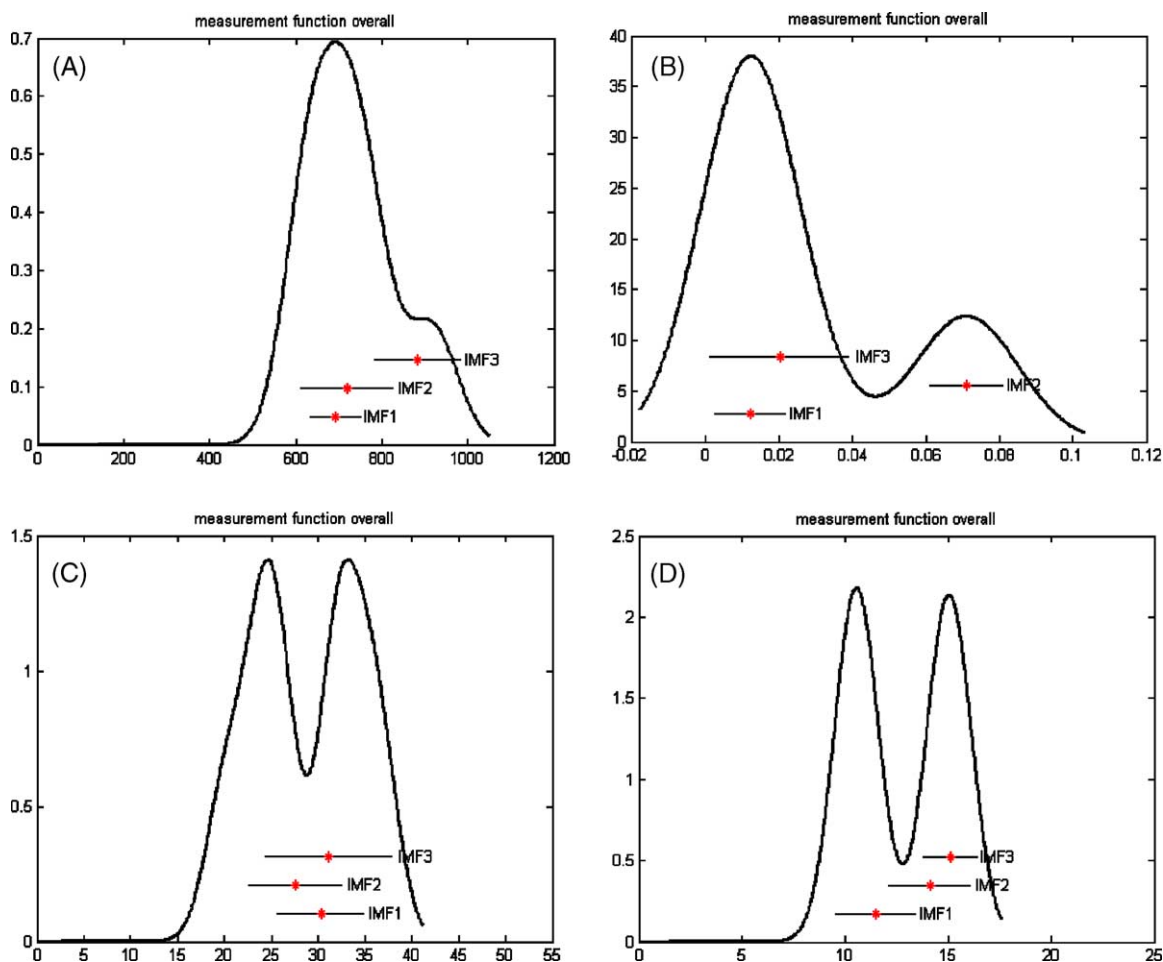 measurement function overall
(A)
0.7
0.6
0.5
0.4
0.3
0.2
0.1
0
IMF3
IMF2
IMF1
0 200 400 600 800 1000 1200
measurement function overall
(B)
40
35
30
25
20
15
10
5
0
IMF3
IMF2
IMF1
-0.02 0 0.02 0.04 0.06 0.08 0.1 0.12
measurement function overall
(C)
1.5
1
0.5
0
IMF3
IMF2
IMF1
0 5 10 15 20 25 30 35 40 45 50 55
measurement function overall
(D)
2.5
2
1.5
1
0.5
0
IMF3
IMF2
IMF1
0 5 10 15 20 25